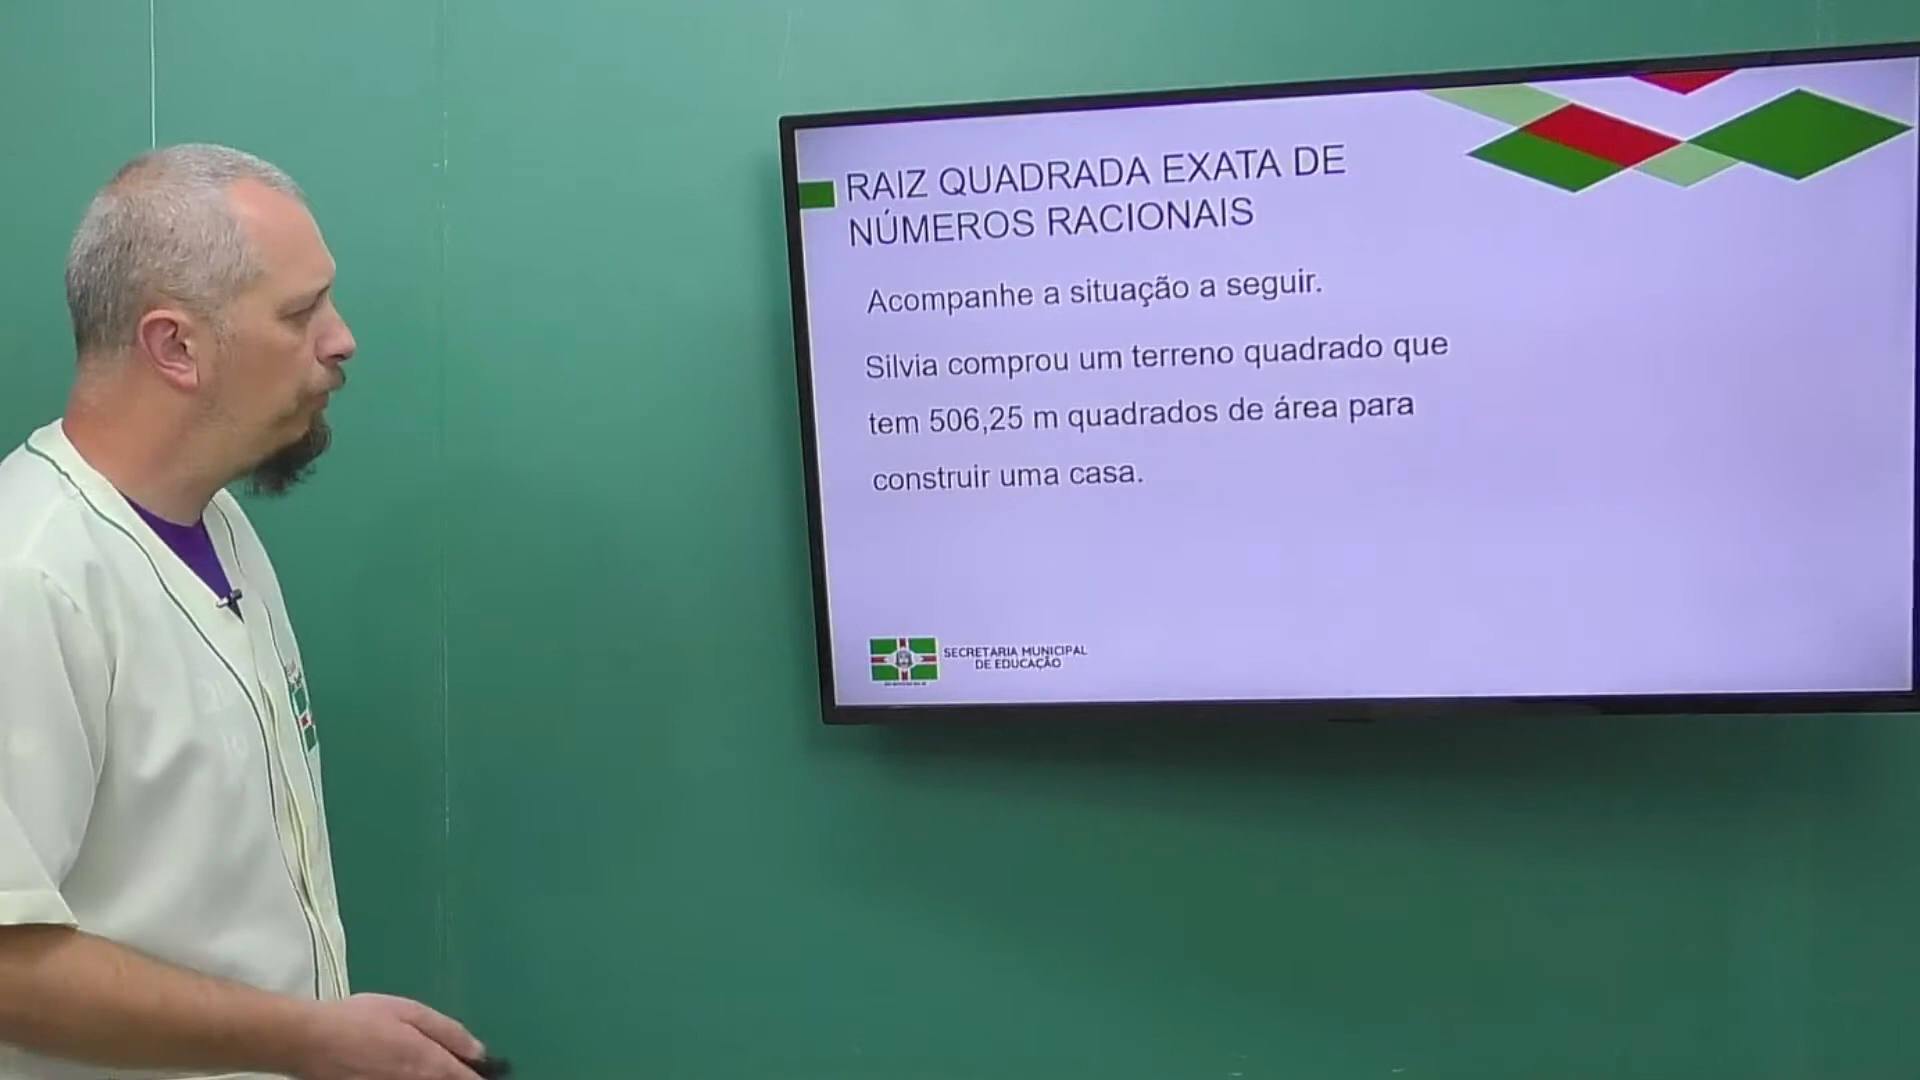 RAIZ QUADRADA EXATA DE
NÚMEROS RACIONAIS
Acompanhe a situação a seguir.
Silvia comprou um terreno quadrado que
tem 506,25 m quadrados de área para
construir uma casa.
SECRETARIA MUNICIPAL
DE EDUCAÇÃO